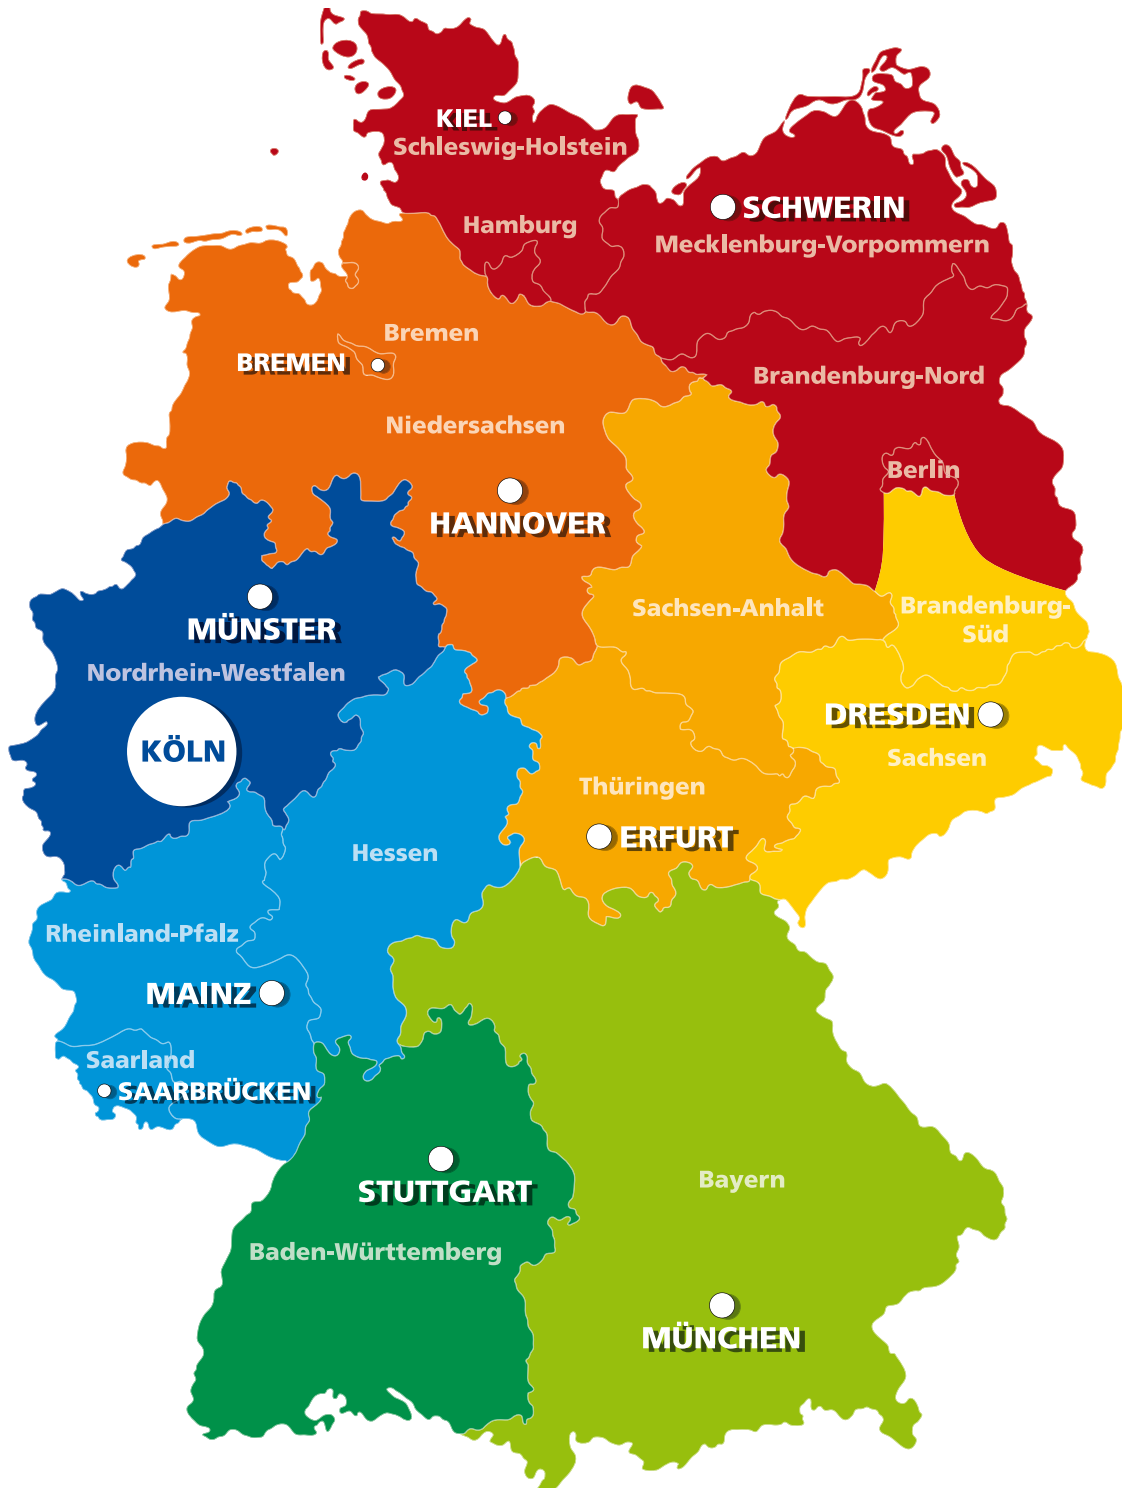 KIEL
Schleswig-Holstein
SCHWERIN
Hamburg
Mecklenburg-Vorpommern
Bremen
BREMEN
Brandenburg-Nord
Niedersachsen
Berlin
HANNOVER
Sachsen-Anhalt
Brandenburg-
Süd
MÜNSTER
Nordrhein-Westfalen
DRESDEN
KÖLN
Sachsen
Thüringen
ERFURT
Hessen
Rheinland-Pfalz
MAINZ
Saarland
SAARBRÜCKEN
Bayern
STUTTGART
Baden-Württemberg
MÜNCHEN